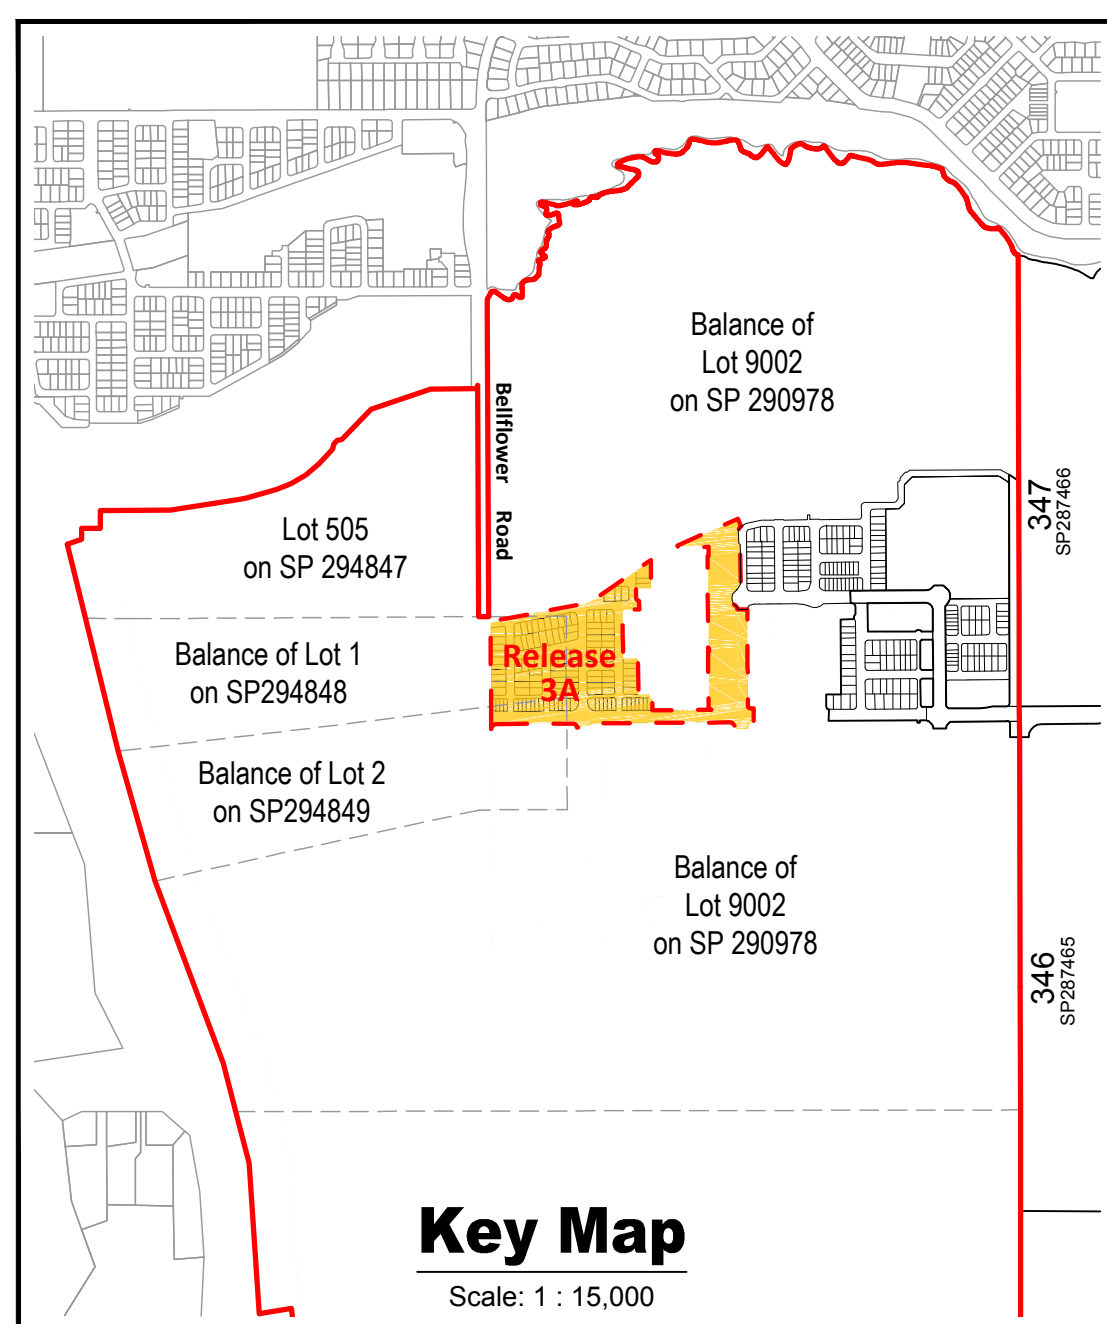 Balance of
Lot 9002
on SP 290978
Bellflower Road
347
SP287466
Lot 505
on SP 294847
Release
3A
Balance of Lot 1
on SP294848
Balance of Lot 2
on SP294849
Balance of
Lot 9002
on SP 290978
346
SP287465
Key Map
Scale: 1 : 15,000